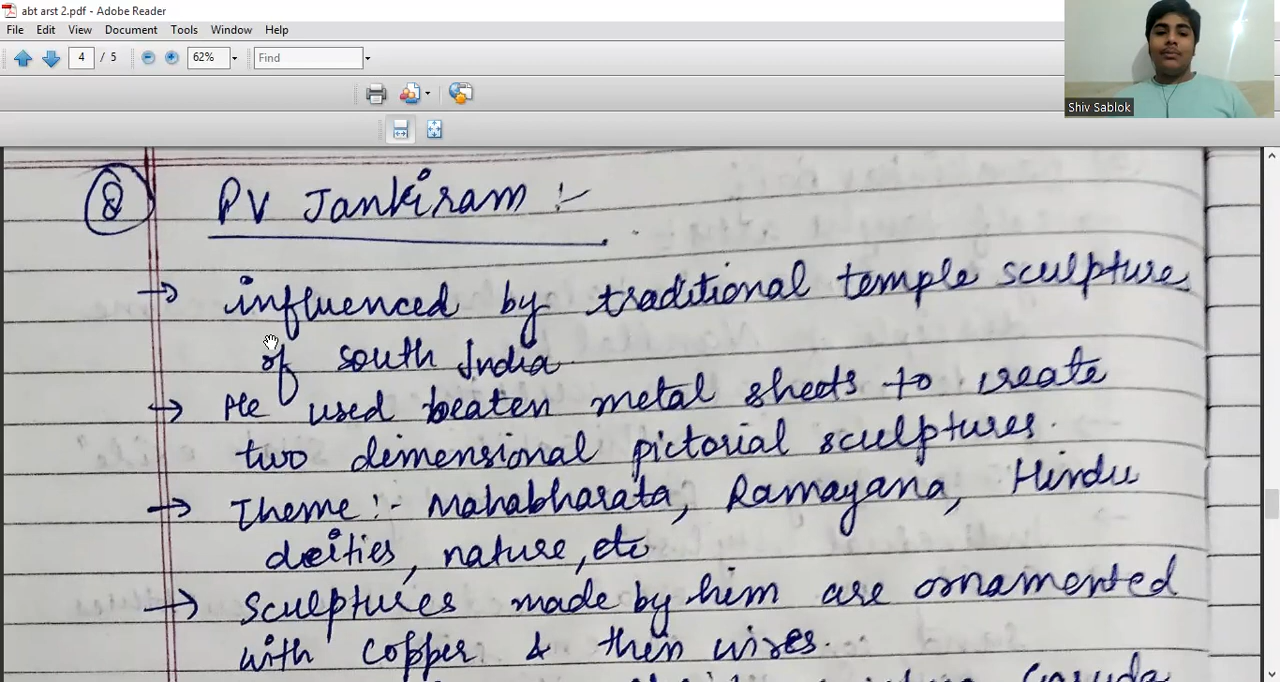 abt arst 2.pdf - Adobe Reader
File Edit View Document Tools Window Help
4 / 5 62% Find
Shiv Sablok
8 PV Jankiram :-
→ influenced by traditional temple sculpture
of south India
→ He used beaten metal sheets to create
two dimensional pictorial sculptures.
→ Theme :- Mahabharata, Ramayana, Hindu
deities, nature, etc
→ Sculptures made by him are ornamented
with copper & then wires.
Garuda